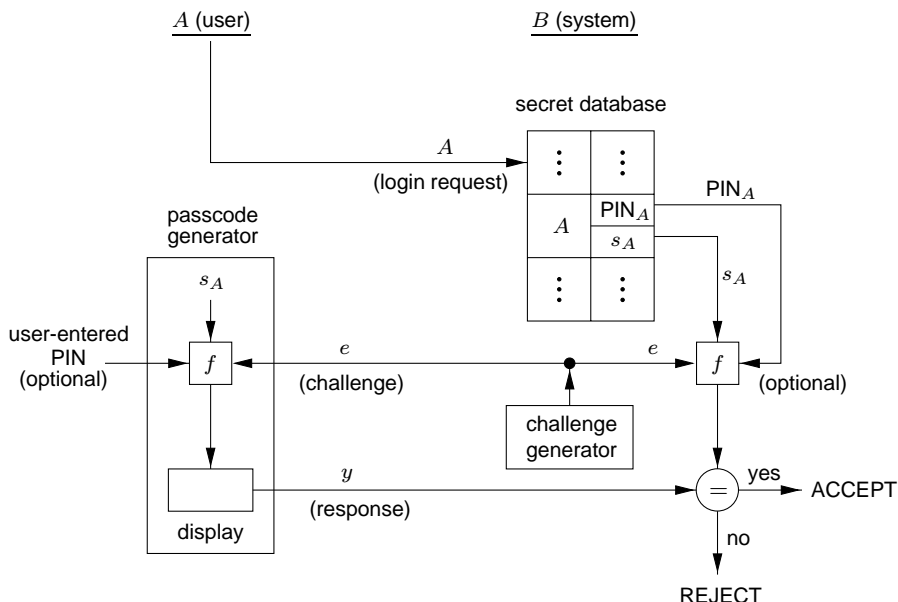 A (user)
B (system)
secret database
A
(login request)
⋮ ⋮
PIN_A
A
PIN_A
s_A
⋮ ⋮
passcode
generator
s_A
s_A
user-entered
PIN
(optional)
f
e
(challenge)
e
f
(optional)
challenge
generator
y
(response)
=
yes
ACCEPT
display
no
REJECT